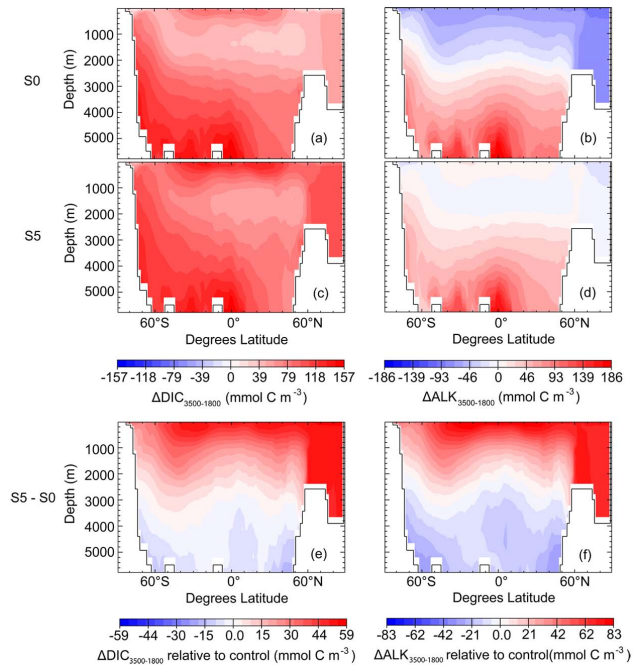 S0
Depth (m)
1000
2000
3000
4000
5000
(a)
(b)
S5
Depth (m)
1000
2000
3000
4000
5000
(c)
(d)
60°S 0° 60°N
60°S 0° 60°N
Degrees Latitude
Degrees Latitude
-157 -118 -79 -39 0 39 79 118 157
-186 -139 -93 -46 0 46 93 139 186
ΔDIC3500-1800 (mmol C m-3)
ΔALK3500-1800 (mmol C m-3)
S5 - S0
Depth (m)
1000
2000
3000
4000
5000
(e)
(f)
60°S 0° 60°N
60°S 0° 60°N
Degrees Latitude
Degrees Latitude
-59 -44 -30 -15 0 15 30 44 59
-83 -62 -41 -21 0.00 21 41 62 83
ΔDIC3500-1800 relative to control (mmol C m-3)
ΔALK3500-1800 relative to control(mmol C m-3)